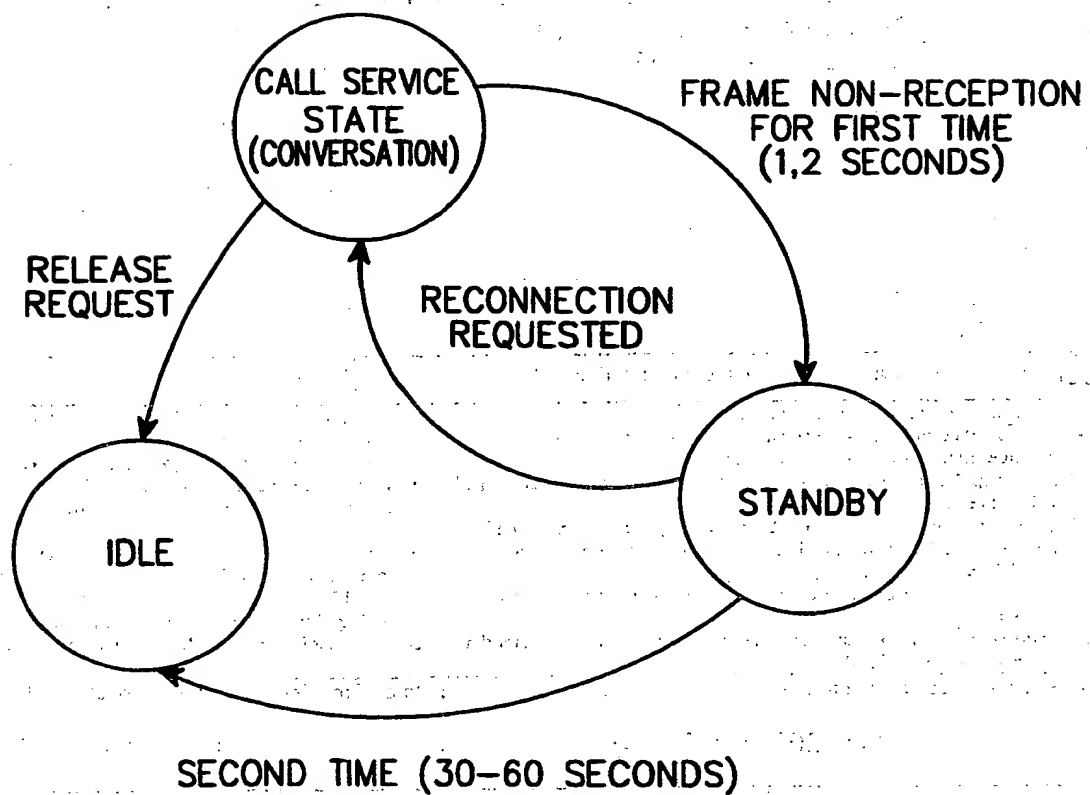 CALL SERVICE
STATE
(CONVERSATION)
FRAME NON-RECEPTION
FOR FIRST TIME
(1,2 SECONDS)
RELEASE
REQUEST
RECONNECTION
REQUESTED
STANDBY
IDLE
SECOND TIME (30-60 SECONDS)